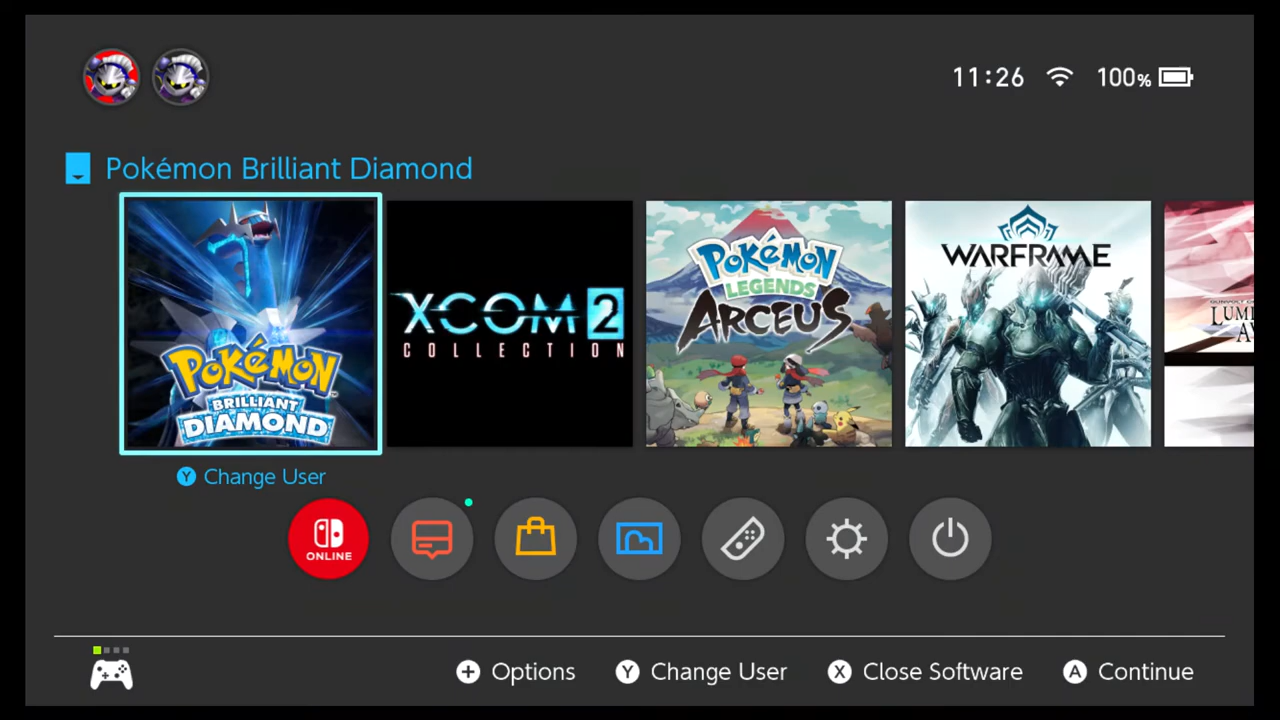 11:26 100%
Pokémon Brilliant Diamond
POKéMON
BRILLIANT
DIAMOND
XCOM 2
COLLECTION
POKéMON
LEGENDS
ARCEUS
WARFRAME
Y Change User
ONLINE
+ Options Y Change User X Close Software A Continue